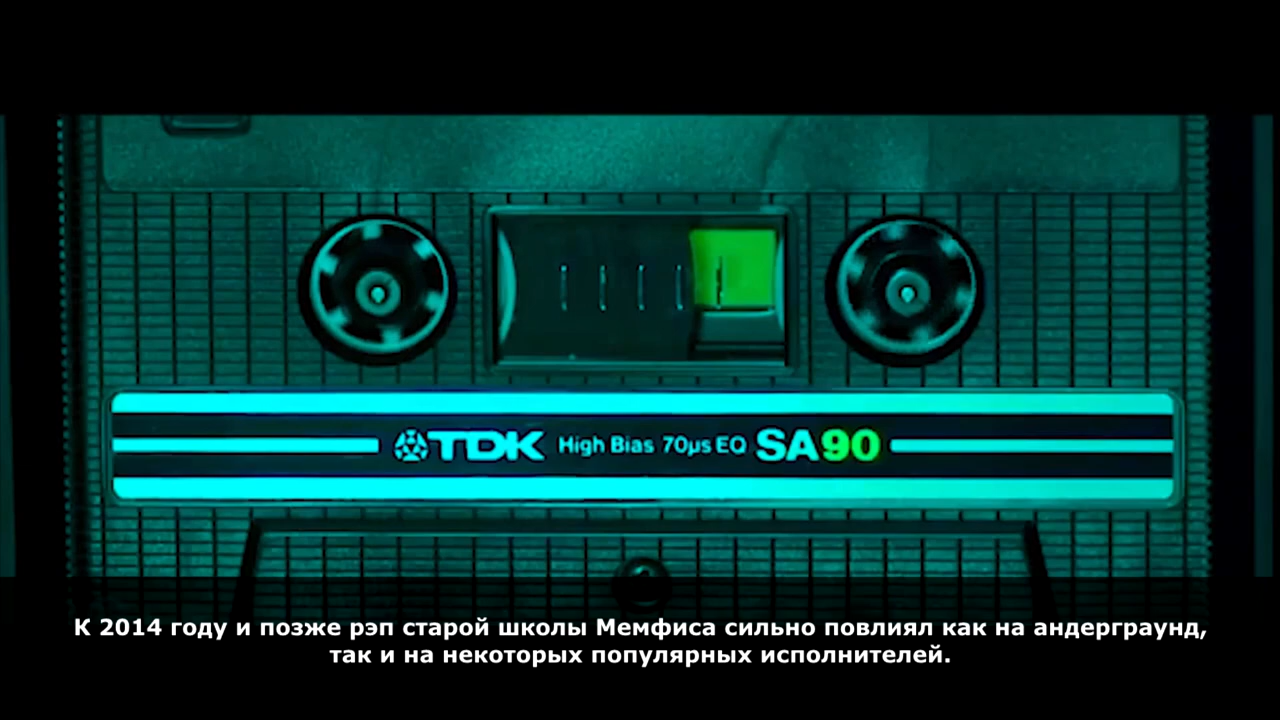 TDK High Bias 70µs EQ SA90
К 2014 году и позже рэп старой школы Мемфиса сильно повлиял как на андерграунд,
так и на некоторых популярных исполнителей.